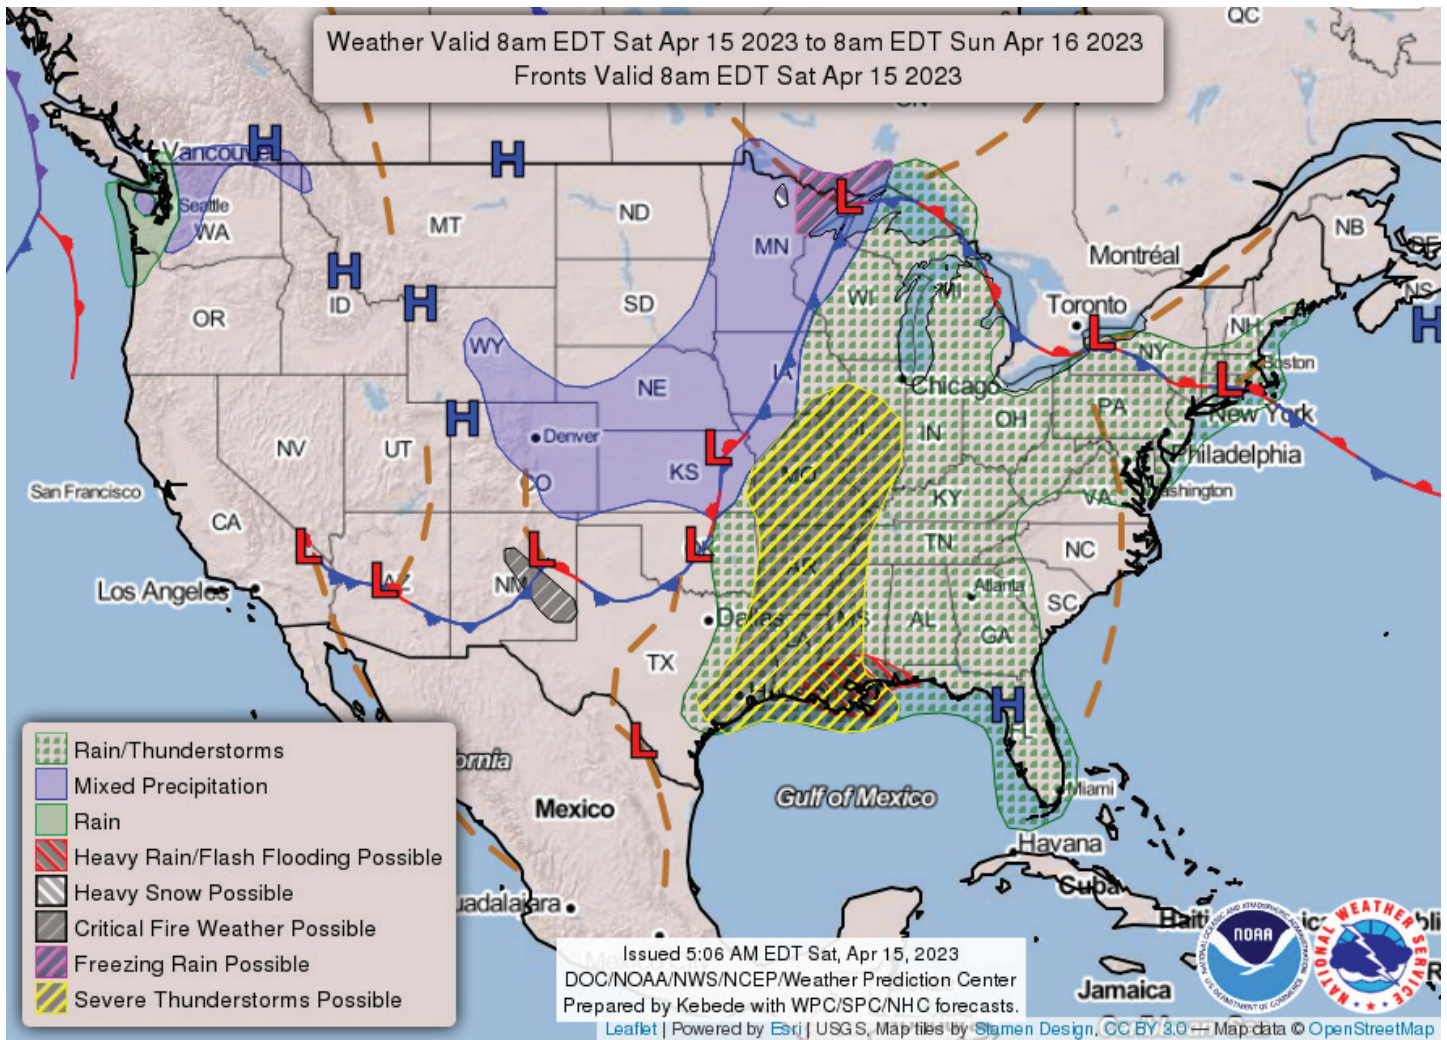 Weather Valid 8am EDT Sat Apr 15 2023 to 8am EDT Sun Apr 16 2023
Fronts Valid 8am EDT Sat Apr 15 2023
QC
ON
Vancouver
H
H
Seattle
WA
MT
ND
MN
L
NB
Montréal
H
ID
H
OR
SD
WI
MI
Toronto
L
NS
H
NH
WY
NE
IA
NY
Boston
L
Chicago
New York
H
Denver
NV
UT
CO
KS
L
MO
IN
OH
PA
Philadelphia
Washington
San Francisco
CA
KY
VA
L
L
L
NC
TN
Los Angeles
L
AZ
NM
AR
Atlanta
SC
Dallas
MS
AL
GA
LA
TX
H
L
Miami
Gulf of Mexico
Mexico
Havana
Cuba
Jamaica
Rain/Thunderstorms
Mixed Precipitation
Rain
Heavy Rain/Flash Flooding Possible
Heavy Snow Possible
Critical Fire Weather Possible
Freezing Rain Possible
Severe Thunderstorms Possible
Issued 5:06 AM EDT Sat, Apr 15, 2023
DOC/NOAA/NWS/NCEP/Weather Prediction Center
Prepared by Kebede with WPC/SPC/NHC forecasts.
NOAA
NATIONAL WEATHER SERVICE
Leaflet | Powered by Esri | USGS, Map tiles by Stamen Design, CC BY 3.0 — Map data © OpenStreetMap